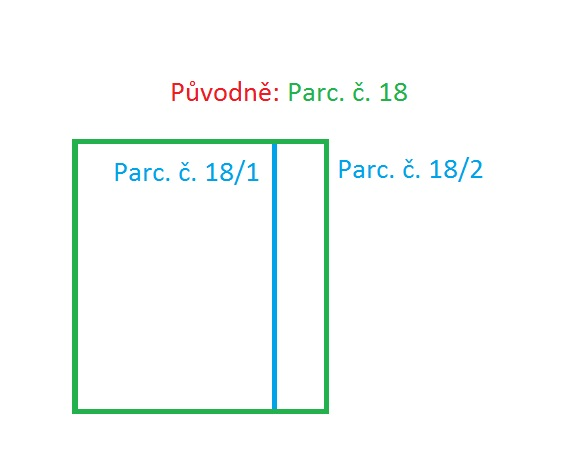 Původně: Parc. č. 18
Parc. č. 18/1
Parc. č. 18/2